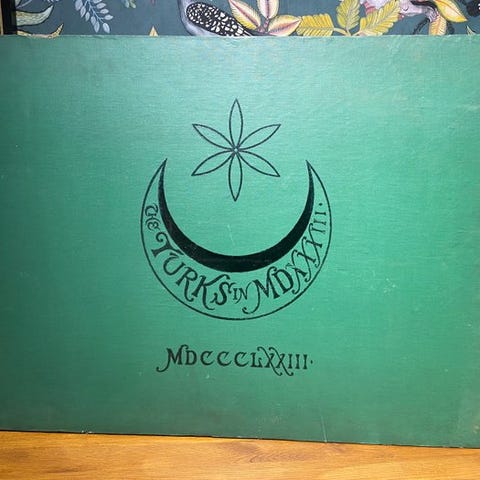 THE TURKS IN MDXXXIII.
MDCCCLXXIII.